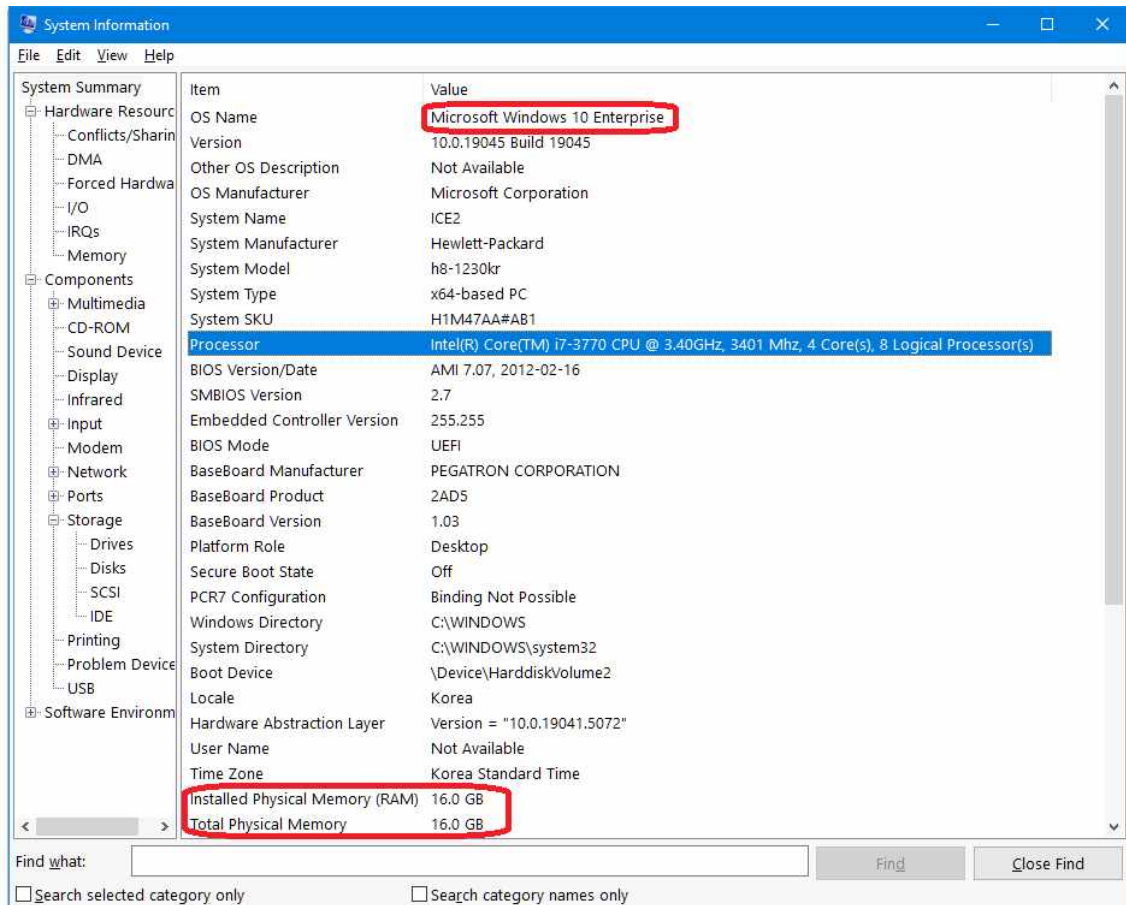 System Information
File Edit View Help
System Summary
Hardware Resourc
Conflicts/Sharin
DMA
Forced Hardwa
I/O
IRQs
Memory
Components
Multimedia
CD-ROM
Sound Device
Display
Infrared
Input
Modem
Network
Ports
Storage
Drives
Disks
SCSI
IDE
Printing
Problem Device
USB
Software Environm
Item Value
OS Name Microsoft Windows 10 Enterprise
Version 10.0.19045 Build 19045
Other OS Description Not Available
OS Manufacturer Microsoft Corporation
System Name ICE2
System Manufacturer Hewlett-Packard
System Model h8-1230kr
System Type x64-based PC
System SKU H1M47AA#AB1
Processor Intel(R) Core(TM) i7-3770 CPU @ 3.40GHz, 3401 Mhz, 4 Core(s), 8 Logical Processor(s)
BIOS Version/Date AMI 7.07, 2012-02-16
SMBIOS Version 2.7
Embedded Controller Version 255.255
BIOS Mode UEFI
BaseBoard Manufacturer PEGATRON CORPORATION
BaseBoard Product 2AD5
BaseBoard Version 1.03
Platform Role Desktop
Secure Boot State Off
PCR7 Configuration Binding Not Possible
Windows Directory C:\WINDOWS
System Directory C:\WINDOWS\system32
Boot Device \Device\HarddiskVolume2
Locale Korea
Hardware Abstraction Layer Version = "10.0.19041.5072"
User Name Not Available
Time Zone Korea Standard Time
Installed Physical Memory (RAM) 16.0 GB
Total Physical Memory 16.0 GB
Find what: Find Close Find
Search selected category only Search category names only